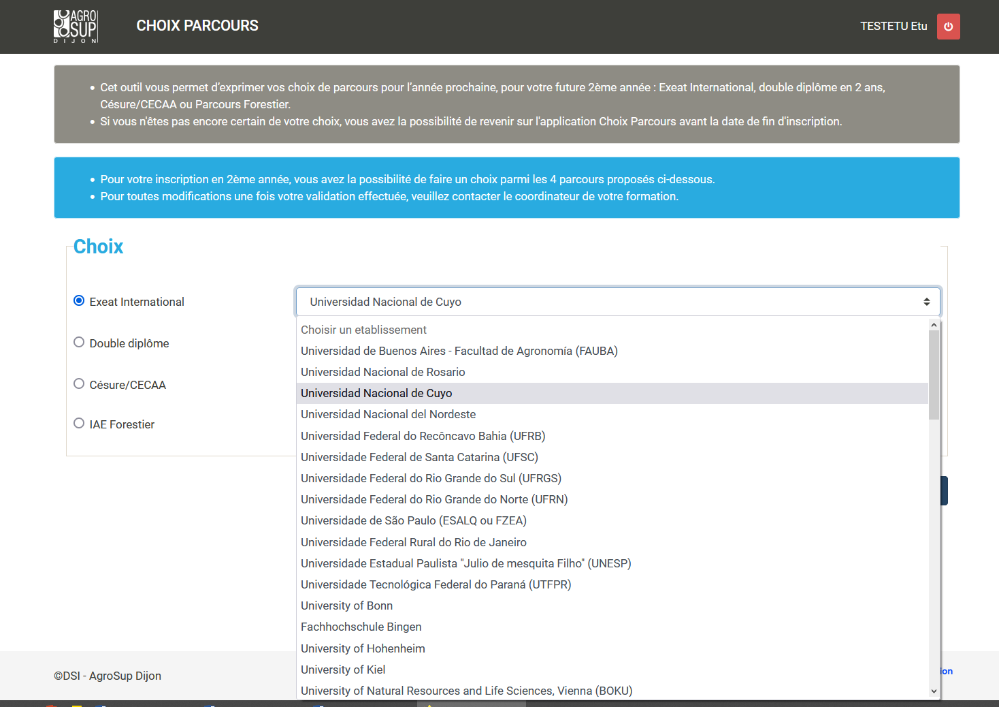 AGRO
SUP
DIJON
CHOIX PARCOURS
TESTETU Etu
• Cet outil vous permet d’exprimer vos choix de parcours pour l’année prochaine, pour votre future 2ème année : Exeat International, double diplôme en 2 ans,
Césure/CECAA ou Parcours Forestier.
• Si vous n'êtes pas encore certain de votre choix, vous avez la possibilité de revenir sur l'application Choix Parcours avant la date de fin d'inscription.
• Pour votre inscription en 2ème année, vous avez la possibilité de faire un choix parmi les 4 parcours proposés ci-dessous.
• Pour toutes modifications une fois votre validation effectuée, veuillez contacter le coordinateur de votre formation.
Choix
Exeat International
Universidad Nacional de Cuyo
Double diplôme
Césure/CECAA
IAE Forestier
Choisir un etablissement
Universidad de Buenos Aires - Facultad de Agronomía (FAUBA)
Universidad Nacional de Rosario
Universidad Nacional de Cuyo
Universidad Nacional del Nordeste
Universidad Federal do Recôncavo Bahia (UFRB)
Universidade Federal de Santa Catarina (UFSC)
Universidade Federal do Rio Grande do Sul (UFRGS)
Universidade Federal do Rio Grande do Norte (UFRN)
Universidade de São Paulo (ESALQ ou FZEA)
Universidade Federal Rural do Rio de Janeiro
Universidade Estadual Paulista "Julio de mesquita Filho" (UNESP)
Universidade Tecnológica Federal do Paraná (UTFPR)
University of Bonn
Fachhochschule Bingen
University of Hohenheim
University of Kiel
University of Natural Resources and Life Sciences, Vienna (BOKU)
©DSI - AgroSup Dijon
ion